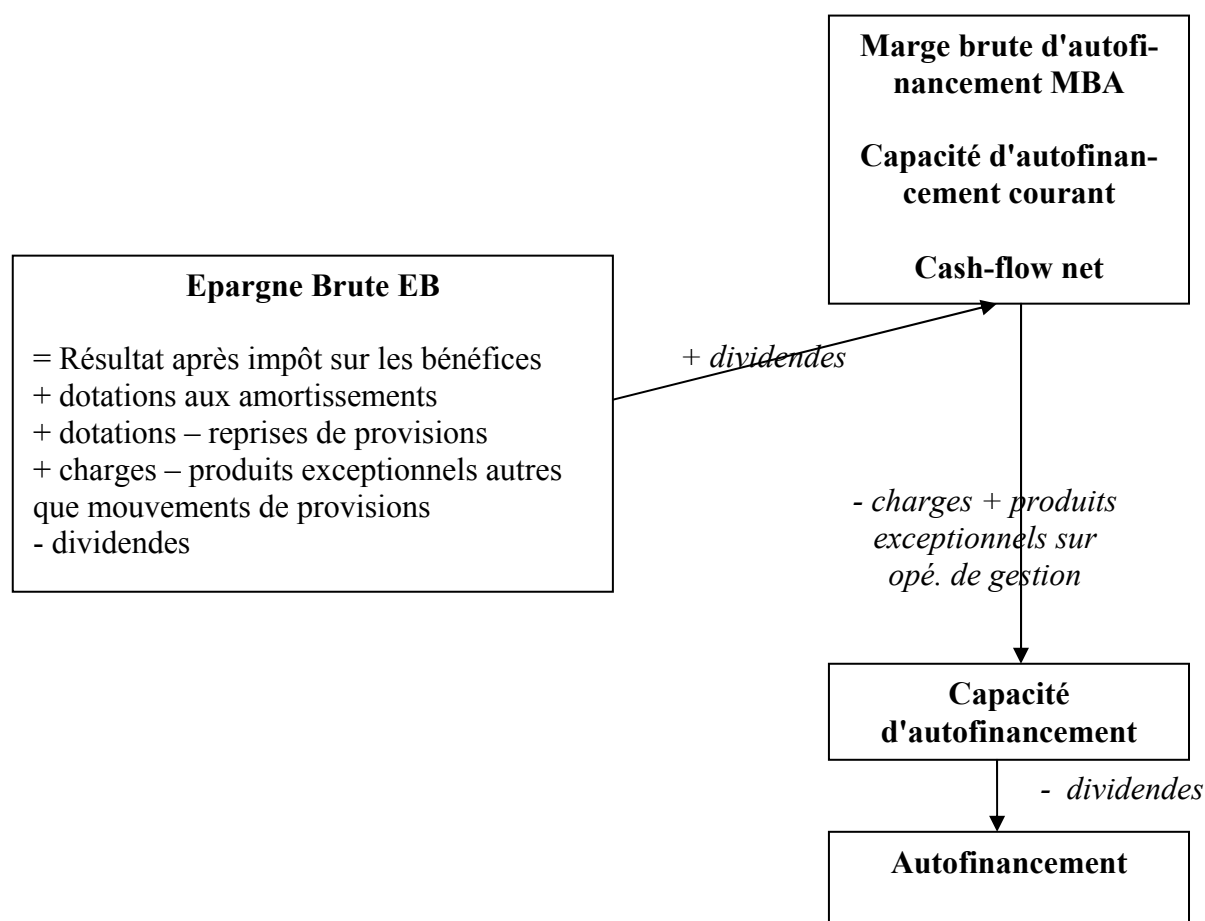 Marge brute d'autofi-
nancement MBA
Capacité d'autofinan-
cement courant
Cash-flow net
Epargne Brute EB
= Résultat après impôt sur les bénéfices
+ dotations aux amortissements
+ dotations – reprises de provisions
+ charges – produits exceptionnels autres
que mouvements de provisions
- dividendes
+ dividendes
- charges + produits
exceptionnels sur
opé. de gestion
Capacité
d'autofinancement
- dividendes
Autofinancement